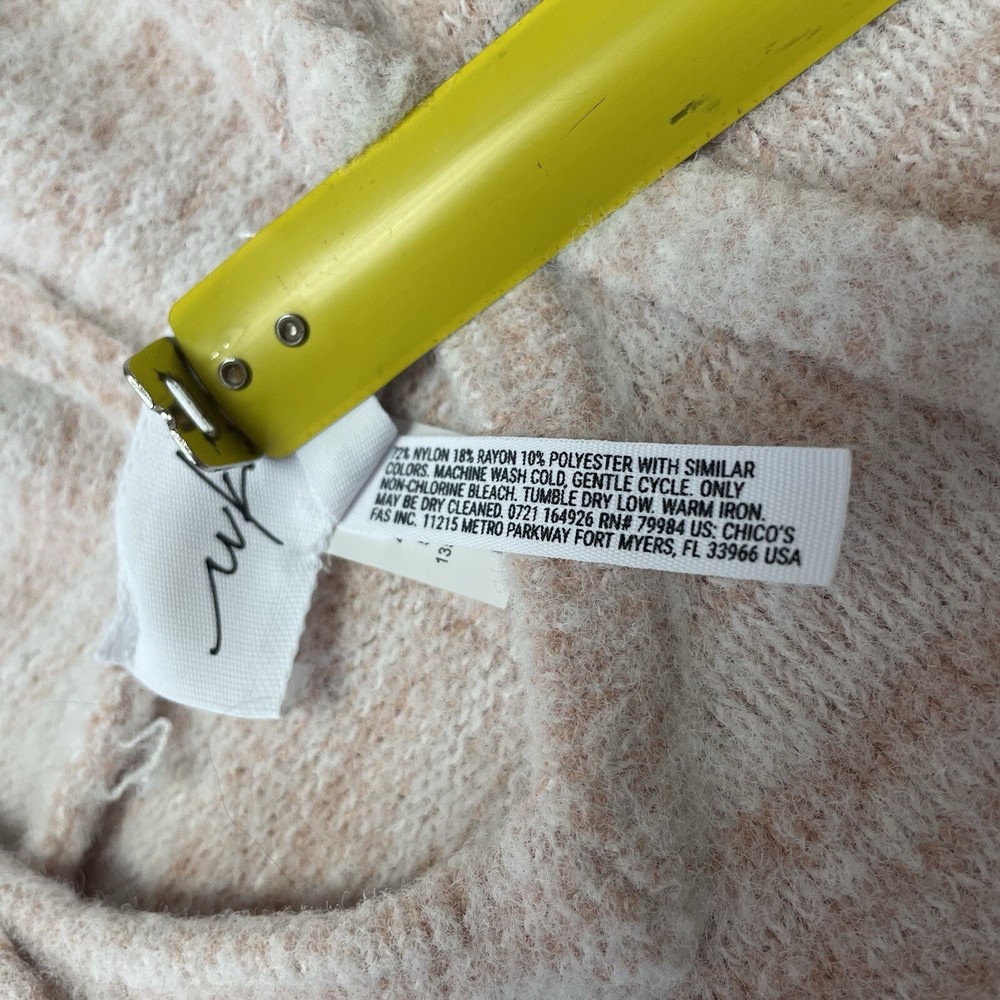 72% NYLON 18% RAYON 10% POLYESTER WITH SIMILAR
COLORS. MACHINE WASH COLD, GENTLE CYCLE. ONLY
NON-CHLORINE BLEACH. TUMBLE DRY LOW. WARM IRON.
MAY BE DRY CLEANED. 0721 164926 RN# 79984 US: CHICO'S
FAS INC. 11215 METRO PARKWAY FORT MYERS, FL 33966 USA
13